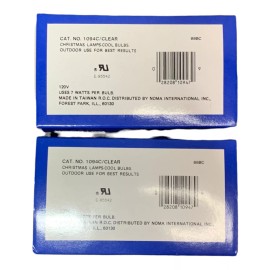 CAT. NO. 1094C/CLEAR
CHRISTMAS LAMPS-COOL BULBS
OUTDOOR USE FOR BEST RESULTS
120V
USES 7 WATTS PER BULB
MADE IN TAIWAN R.O.C DISTRIBUTED BY NOMA INTERNATIONAL INC.,
FOREST PARK, ILL. 60130
CAT. NO. 1094C/CLEAR
CHRISTMAS LAMPS-COOL BULBS
OUTDOOR USE FOR BEST RESULTS
PER BULB
R.O.C DISTRIBUTED BY NOMA INTERNATIONAL INC.,
ILL. 60130